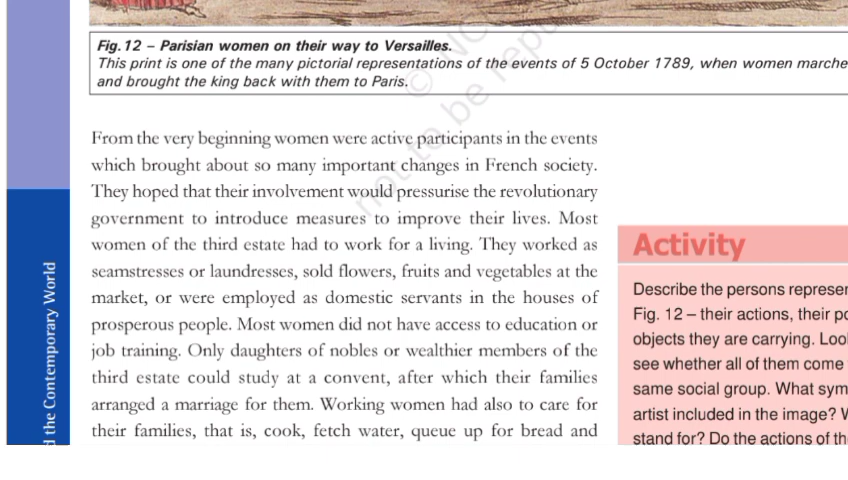 Fig.12 – Parisian women on their way to Versailles.
This print is one of the many pictorial representations of the events of 5 October 1789, when women marche
and brought the king back with them to Paris.
From the very beginning women were active participants in the events
which brought about so many important changes in French society.
They hoped that their involvement would pressurise the revolutionary
government to introduce measures to improve their lives. Most
women of the third estate had to work for a living. They worked as
seamstresses or laundresses, sold flowers, fruits and vegetables at the
market, or were employed as domestic servants in the houses of
prosperous people. Most women did not have access to education or
job training. Only daughters of nobles or wealthier members of the
third estate could study at a convent, after which their families
arranged a marriage for them. Working women had also to care for
their families, that is, cook, fetch water, queue up for bread and
Activity
Describe the persons represen
Fig. 12 – their actions, their po
objects they are carrying. Loo
see whether all of them come
same social group. What sym
artist included in the image? W
stand for? Do the actions of th
d the Contemporary World
© NC
not to be repu